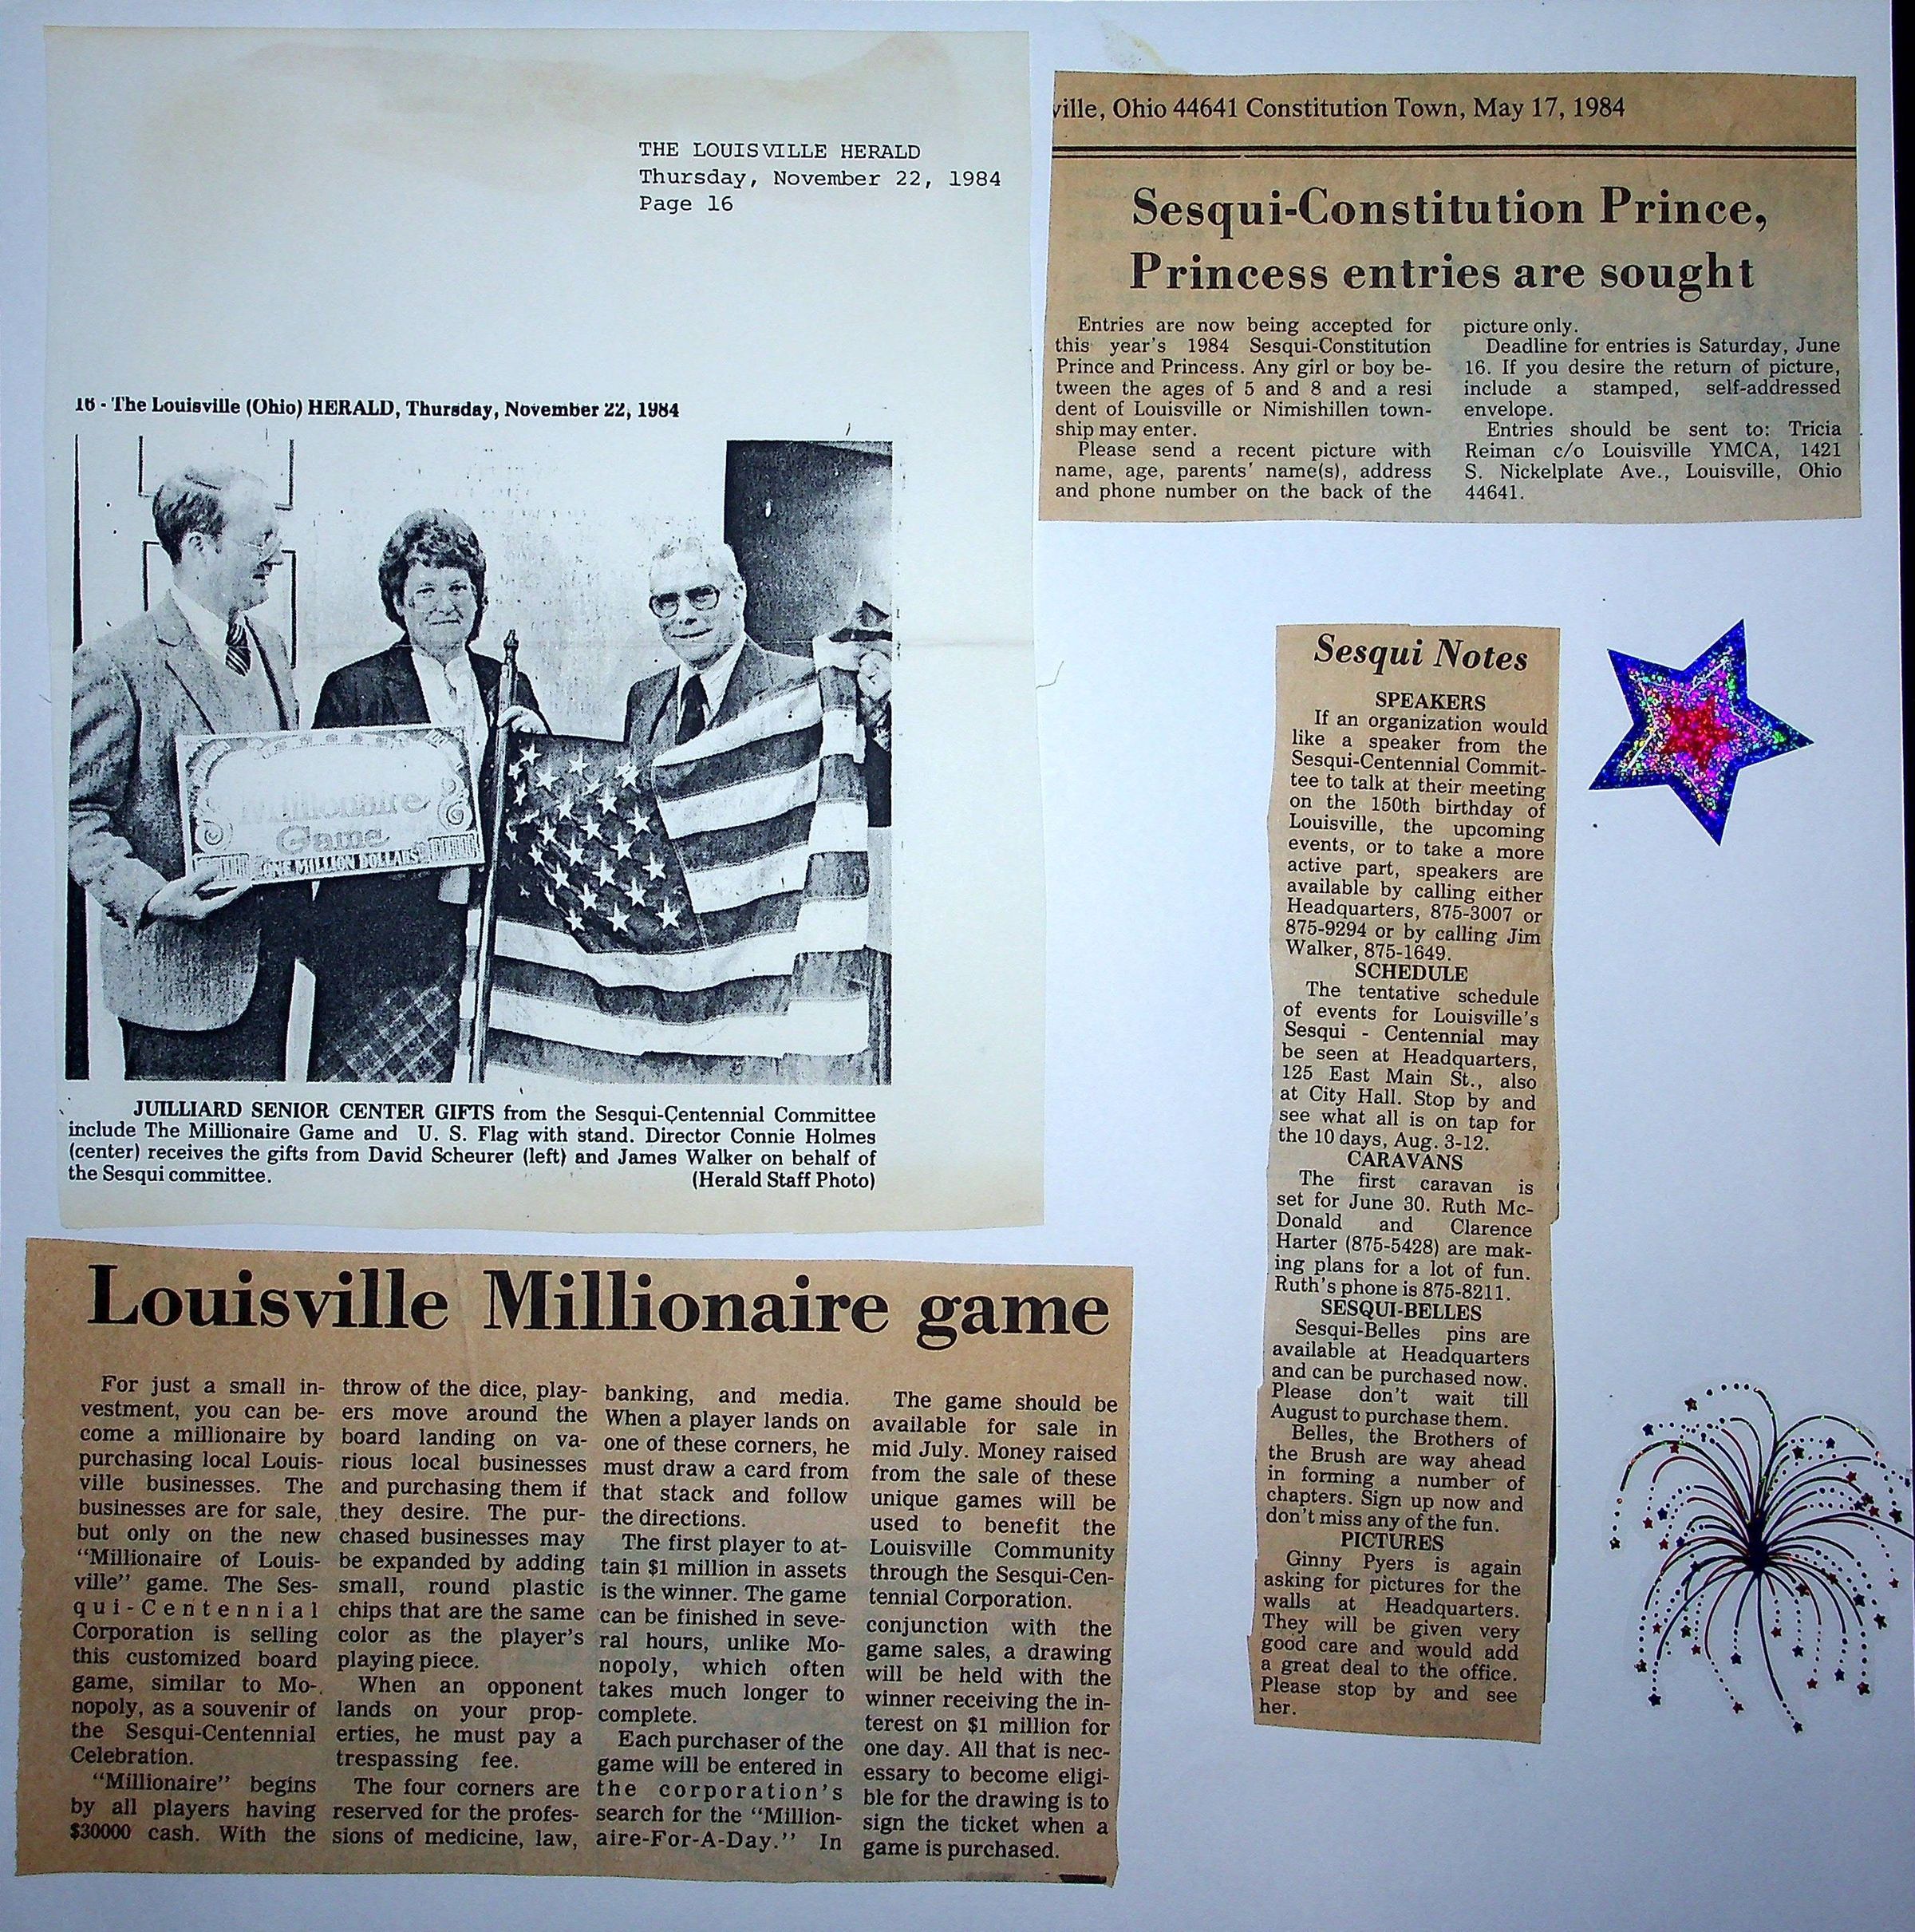 THE LOUISVILLE HERALD
Thursday, November 22, 1984
Page 16
16 - The Louisville (Ohio) HERALD, Thursday, November 22, 1984
Millionaire
Game
ONE MILLION DOLLARS
JUILLIARD SENIOR CENTER GIFTS from the Sesqui-Centennial Committee
include The Millionaire Game and U. S. Flag with stand. Director Connie Holmes
(center) receives the gifts from David Scheurer (left) and James Walker on behalf of
the Sesqui committee. (Herald Staff Photo)
ville, Ohio 44641 Constitution Town, May 17, 1984
Sesqui-Constitution Prince,
Princess entries are sought
Entries are now being accepted for
this year's 1984 Sesqui-Constitution
Prince and Princess. Any girl or boy be-
tween the ages of 5 and 8 and a resi
dent of Louisville or Nimishillen town-
ship may enter.
Please send a recent picture with
name, age, parents' name(s), address
and phone number on the back of the
picture only.
Deadline for entries is Saturday, June
16. If you desire the return of picture,
include a stamped, self-addressed
envelope.
Entries should be sent to: Tricia
Reiman c/o Louisville YMCA, 1421
S. Nickelplate Ave., Louisville, Ohio
44641.
Sesqui Notes
SPEAKERS
If an organization would
like a speaker from the
Sesqui-Centennial Commit-
tee to talk at their meeting
on the 150th birthday of
Louisville, the upcoming
events, or to take a more
active part, speakers are
available by calling either
Headquarters, 875-3007 or
875-9294 or by calling Jim
Walker, 875-1649.
SCHEDULE
The tentative schedule
of events for Louisville's
Sesqui - Centennial may
be seen at Headquarters,
125 East Main St., also
at City Hall. Stop by and
see what all is on tap for
the 10 days, Aug. 3-12.
CARAVANS
The first caravan is
set for June 30. Ruth Mc-
Donald and Clarence
Harter (875-5428) are mak-
ing plans for a lot of fun.
Ruth's phone is 875-8211.
SESQUI-BELLES
Sesqui-Belles pins are
available at Headquarters
and can be purchased now.
Please don't wait till
August to purchase them.
Belles, the Brothers of
the Brush are way ahead
in forming a number of
chapters. Sign up now and
don't miss any of the fun.
PICTURES
Ginny Pyers is again
asking for pictures for the
walls at Headquarters.
They will be given very
good care and would add
a great deal to the office.
Please stop by and see
her.
Louisville Millionaire game
For just a small in-
vestment, you can be-
come a millionaire by
purchasing local Louis-
ville businesses. The
businesses are for sale,
but only on the new
"Millionaire of Louis-
ville" game. The Ses-
qui-Centennial
Corporation is selling
this customized board
game, similar to Mo-
nopoly, as a souvenir of
the Sesqui-Centennial
Celebration.
"Millionaire" begins
by all players having
$30000 cash. With the
throw of the dice, play-
ers move around the
board landing on va-
rious local businesses
and purchasing them if
they desire. The pur-
chased businesses may
be expanded by adding
small, round plastic
chips that are the same
color as the player's
playing piece.
When an opponent
lands on your prop-
erties, he must pay a
trespassing fee.
The four corners are
reserved for the profes-
sions of medicine, law,
banking, and media.
When a player lands on
one of these corners, he
must draw a card from
that stack and follow
the directions.
The first player to at-
tain $1 million in assets
is the winner. The game
can be finished in seve-
ral hours, unlike Mo-
nopoly, which often
takes much longer to
complete.
Each purchaser of the
game will be entered in
the corporation's
search for the "Million-
aire-For-A-Day." In
The game should be
available for sale in
mid July. Money raised
from the sale of these
unique games will be
used to benefit the
Louisville Community
through the Sesqui-Cen-
tennial Corporation.
conjunction with the
game sales, a drawing
will be held with the
winner receiving the in-
terest on $1 million for
one day. All that is nec-
essary to become eligi-
ble for the drawing is to
sign the ticket when a
game is purchased.